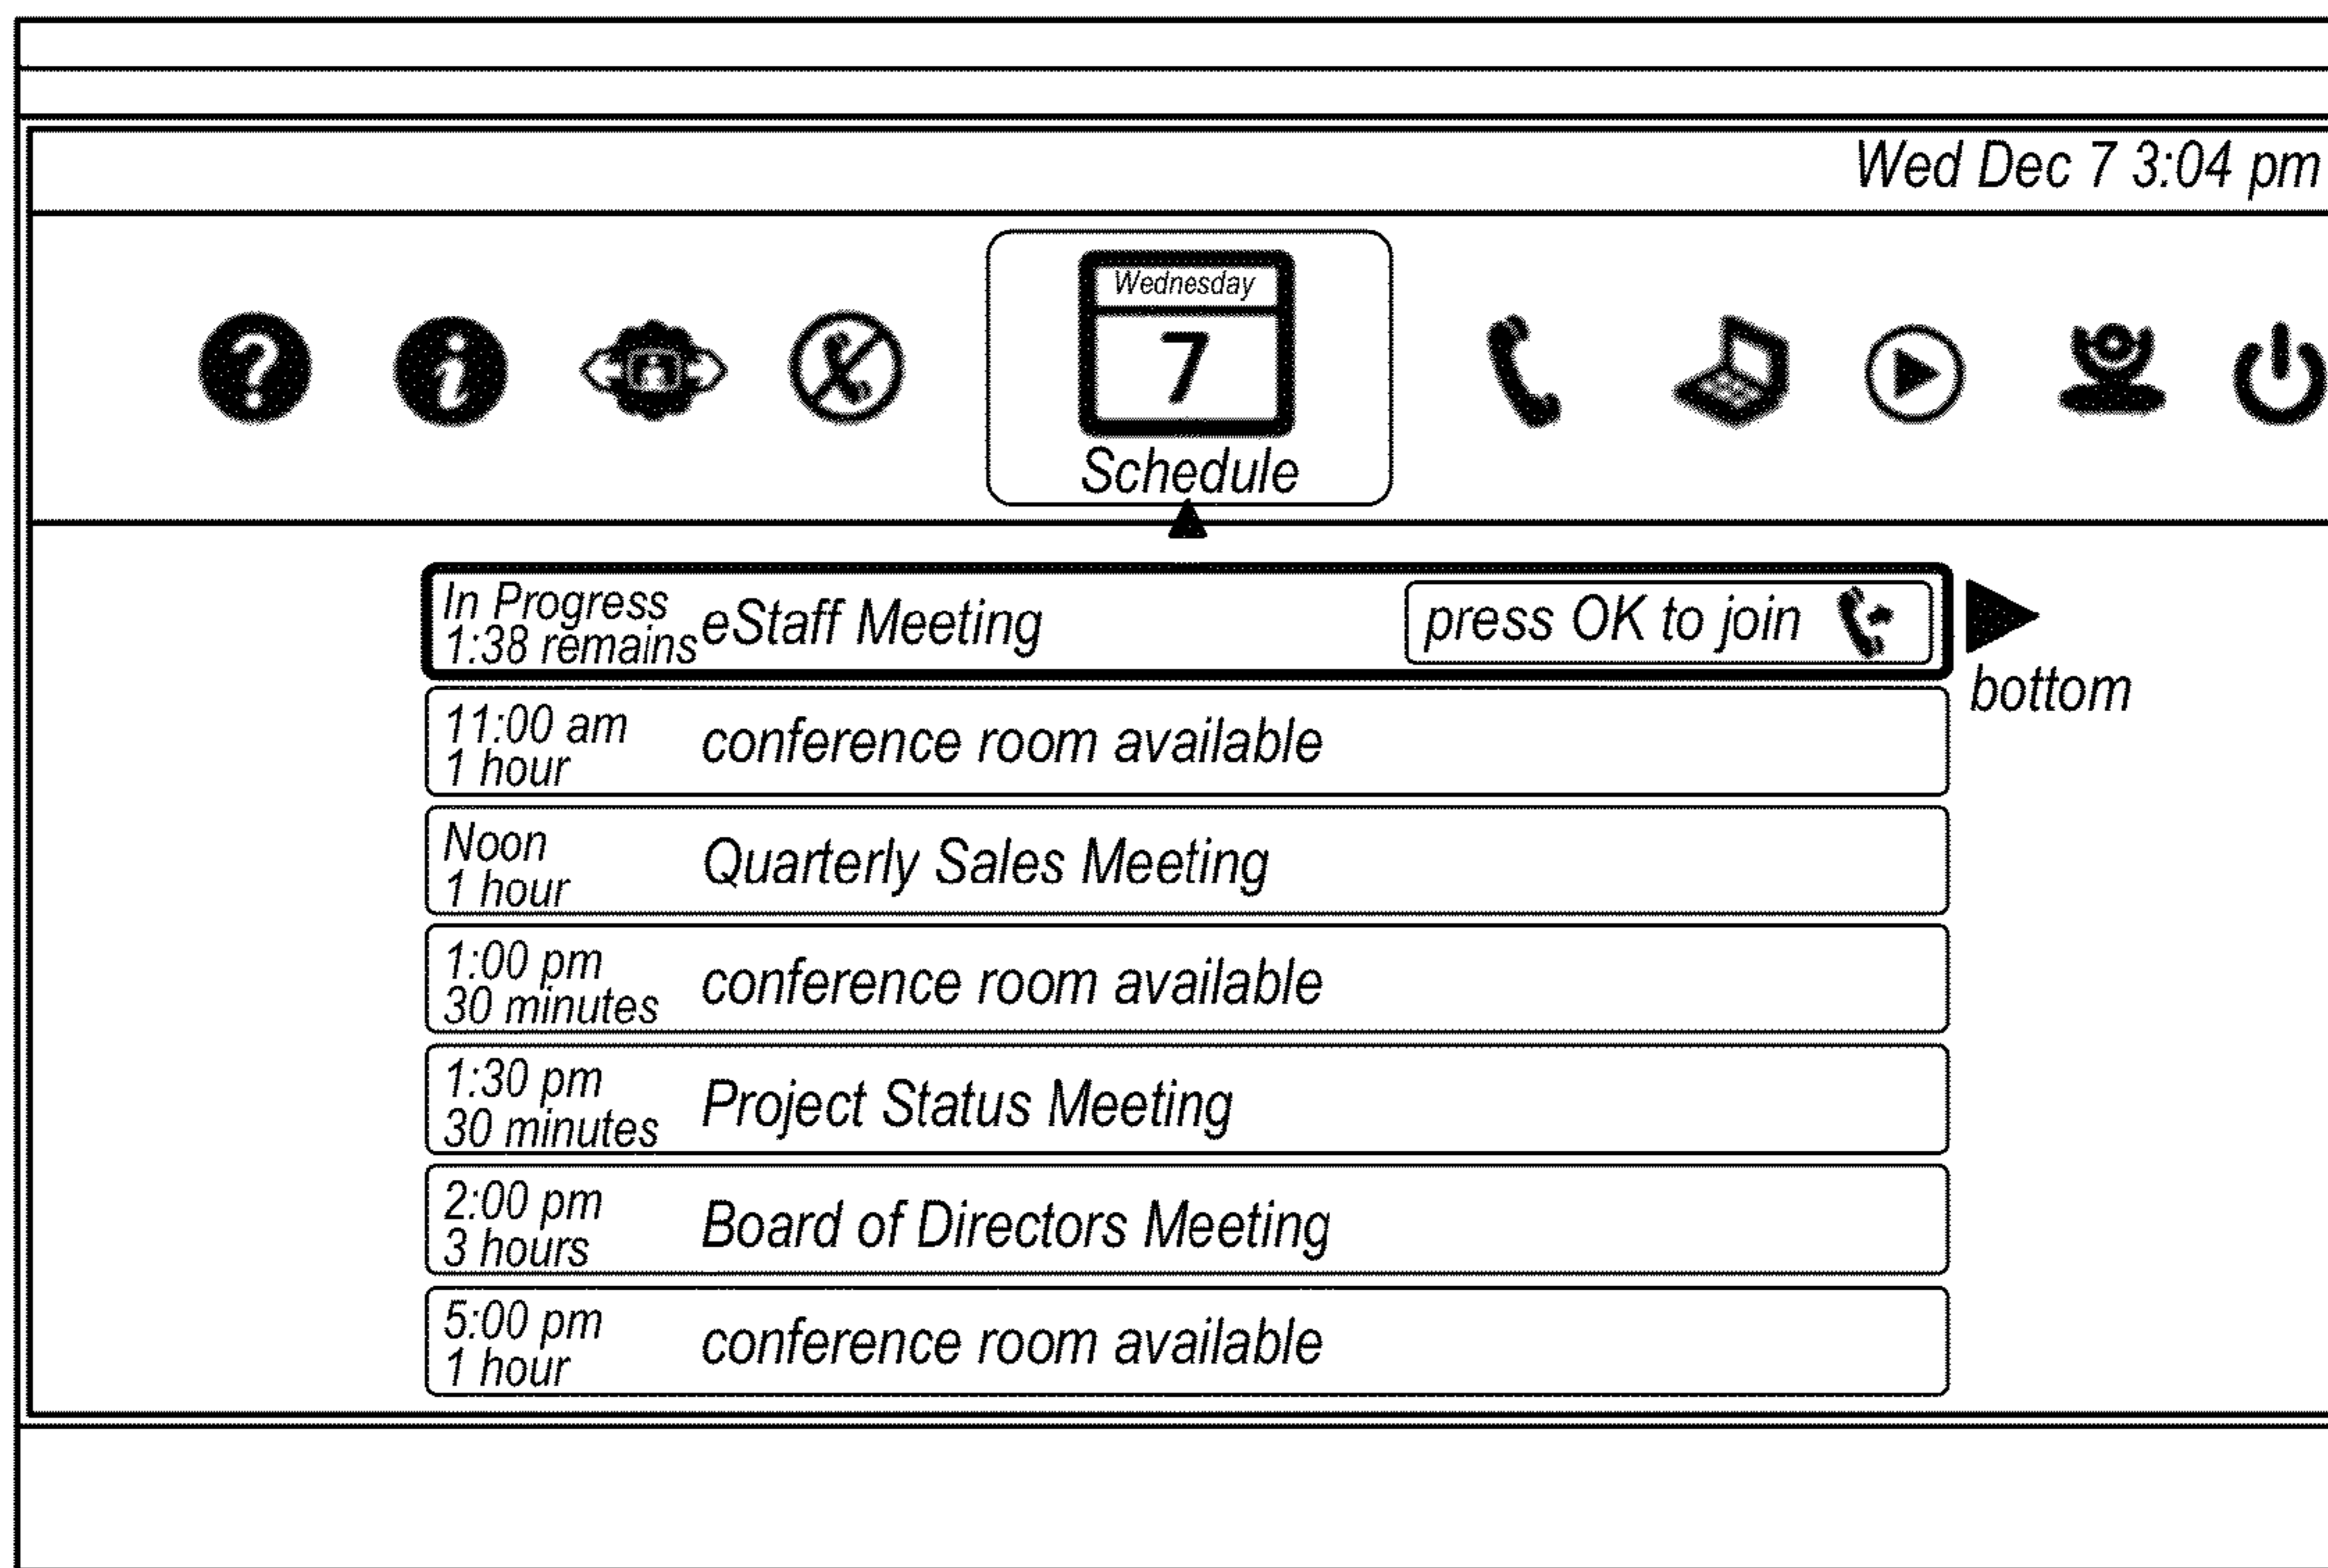 Wed Dec 7 3:04 pm
Wednesday
7
Schedule
In Progress
1:38 remains
eStaff Meeting
press OK to join
bottom
11:00 am
1 hour
conference room available
Noon
1 hour
Quarterly Sales Meeting
1:00 pm
30 minutes
conference room available
1:30 pm
30 minutes
Project Status Meeting
2:00 pm
3 hours
Board of Directors Meeting
5:00 pm
1 hour
conference room available